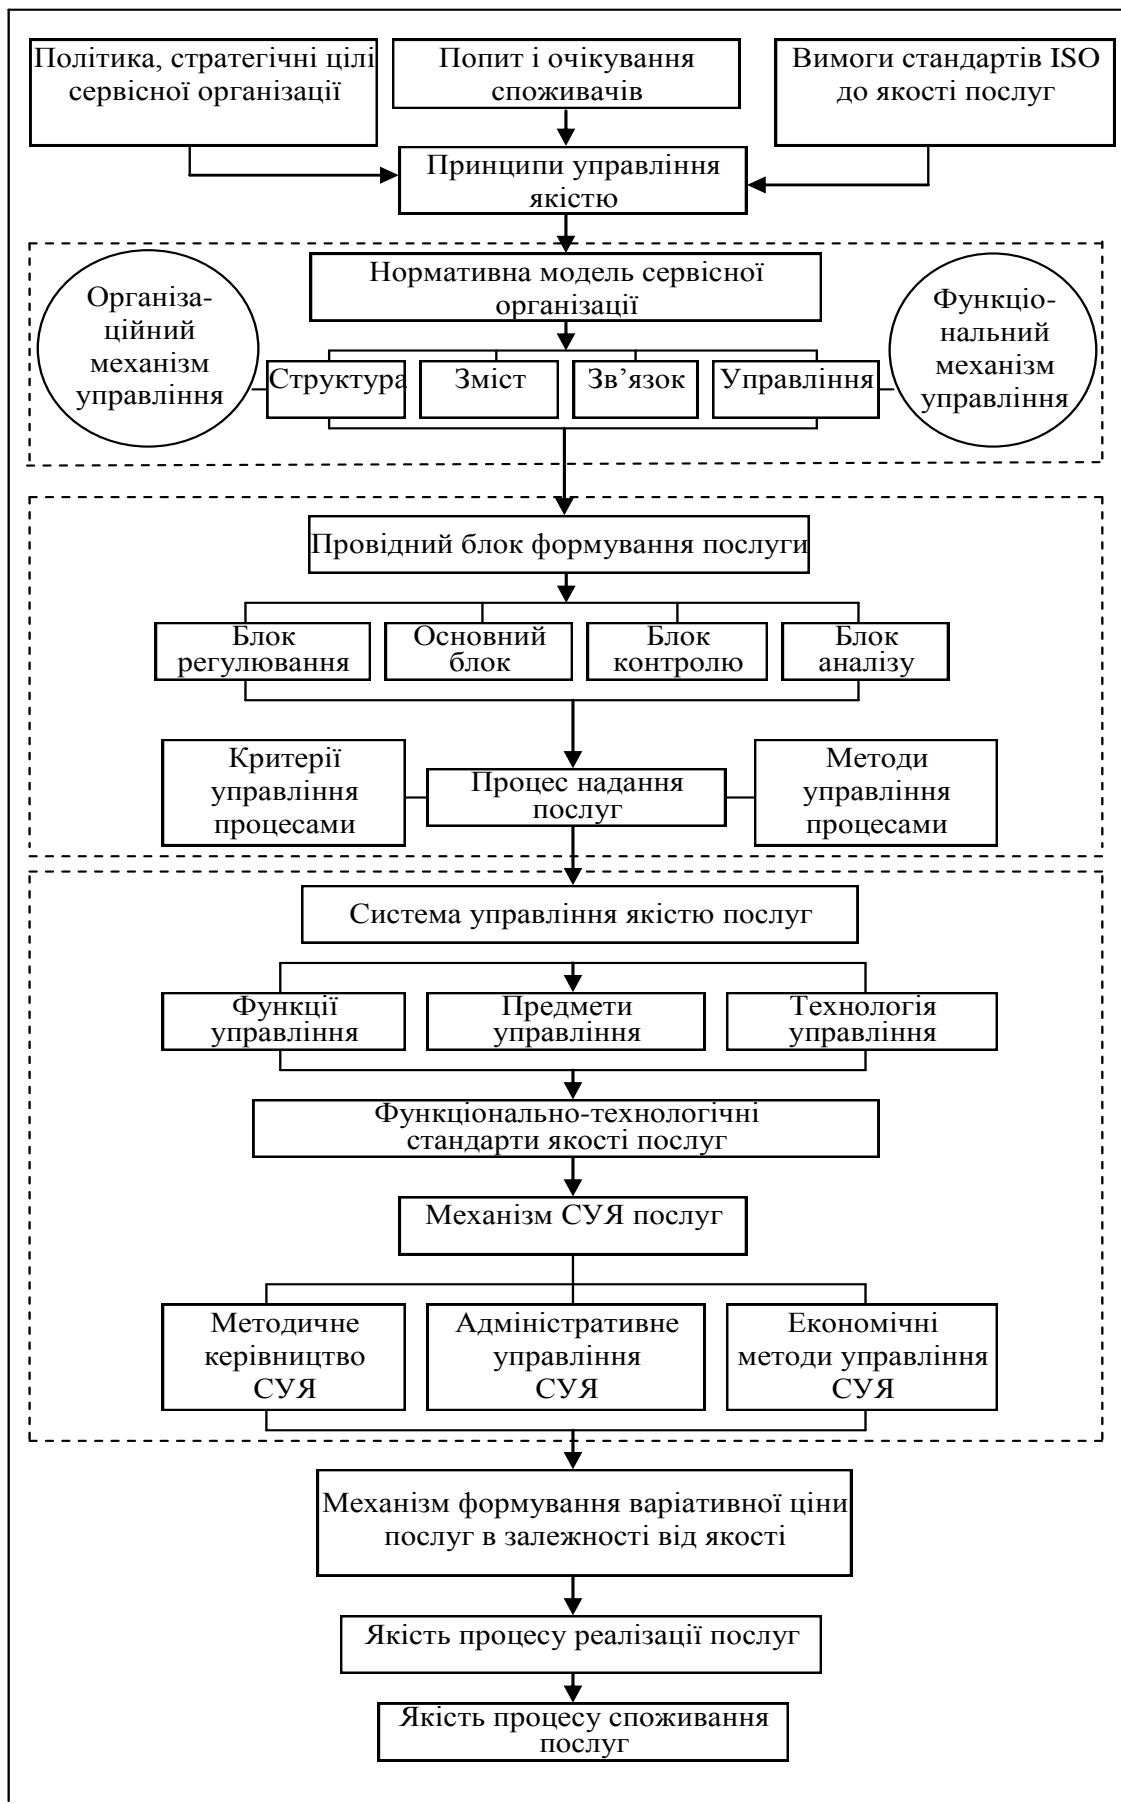 Політика, стратегічні цілі
сервісної організації
Попит і очікування
споживачів
Вимоги стандартів ISO
до якості послуг
Принципи управління
якістю
Нормативна модель сервісної
організації
Організа-
ційний
механізм
управління
Структура
Зміст
Зв’язок
Управління
Функціо-
нальний
механізм
управління
Провідний блок формування послуги
Блок
регулювання
Основний
блок
Блок
контролю
Блок
аналізу
Критерії
управління
процесами
Процес надання
послуг
Методи
управління
процесами
Система управління якістю послуг
Функції
управління
Предмети
управління
Технологія
управління
Функціонально-технологічні
стандарти якості послуг
Механізм СУЯ послуг
Методичне
керівництво
СУЯ
Адміністративне
управління
СУЯ
Економічні
методи управління
СУЯ
Механізм формування варіативної ціни
послуг в залежності від якості
Якість процесу реалізації послуг
Якість процесу споживання
послуг